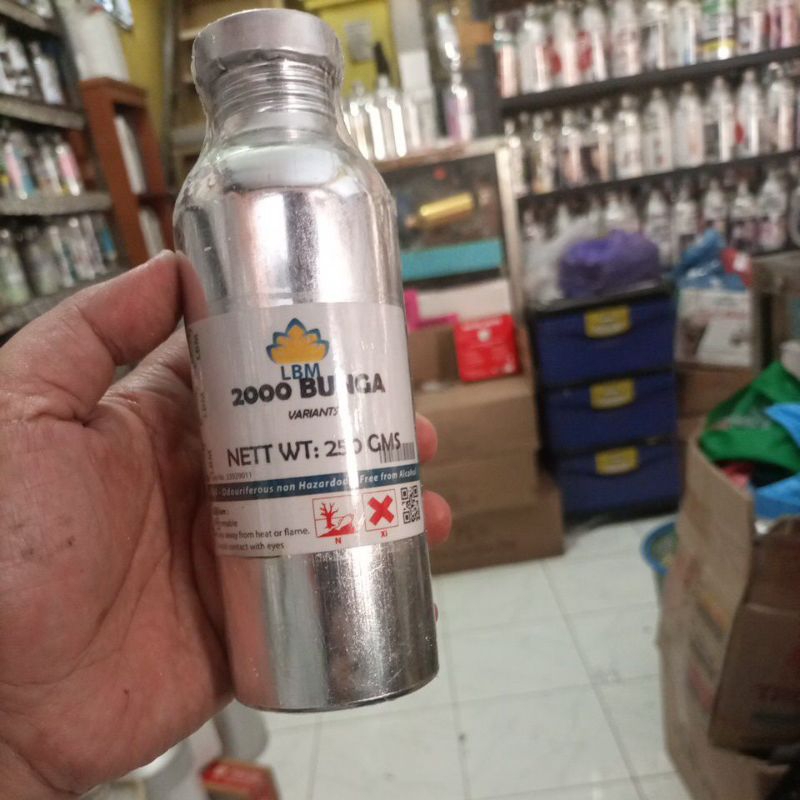 LBM
2000 BUNGA
VARIANTS
NETT WT: 250 GMS
Odouriferous non Hazardous Free from Alcohol
away from heat or flame.
contact with eyes
N
Xi